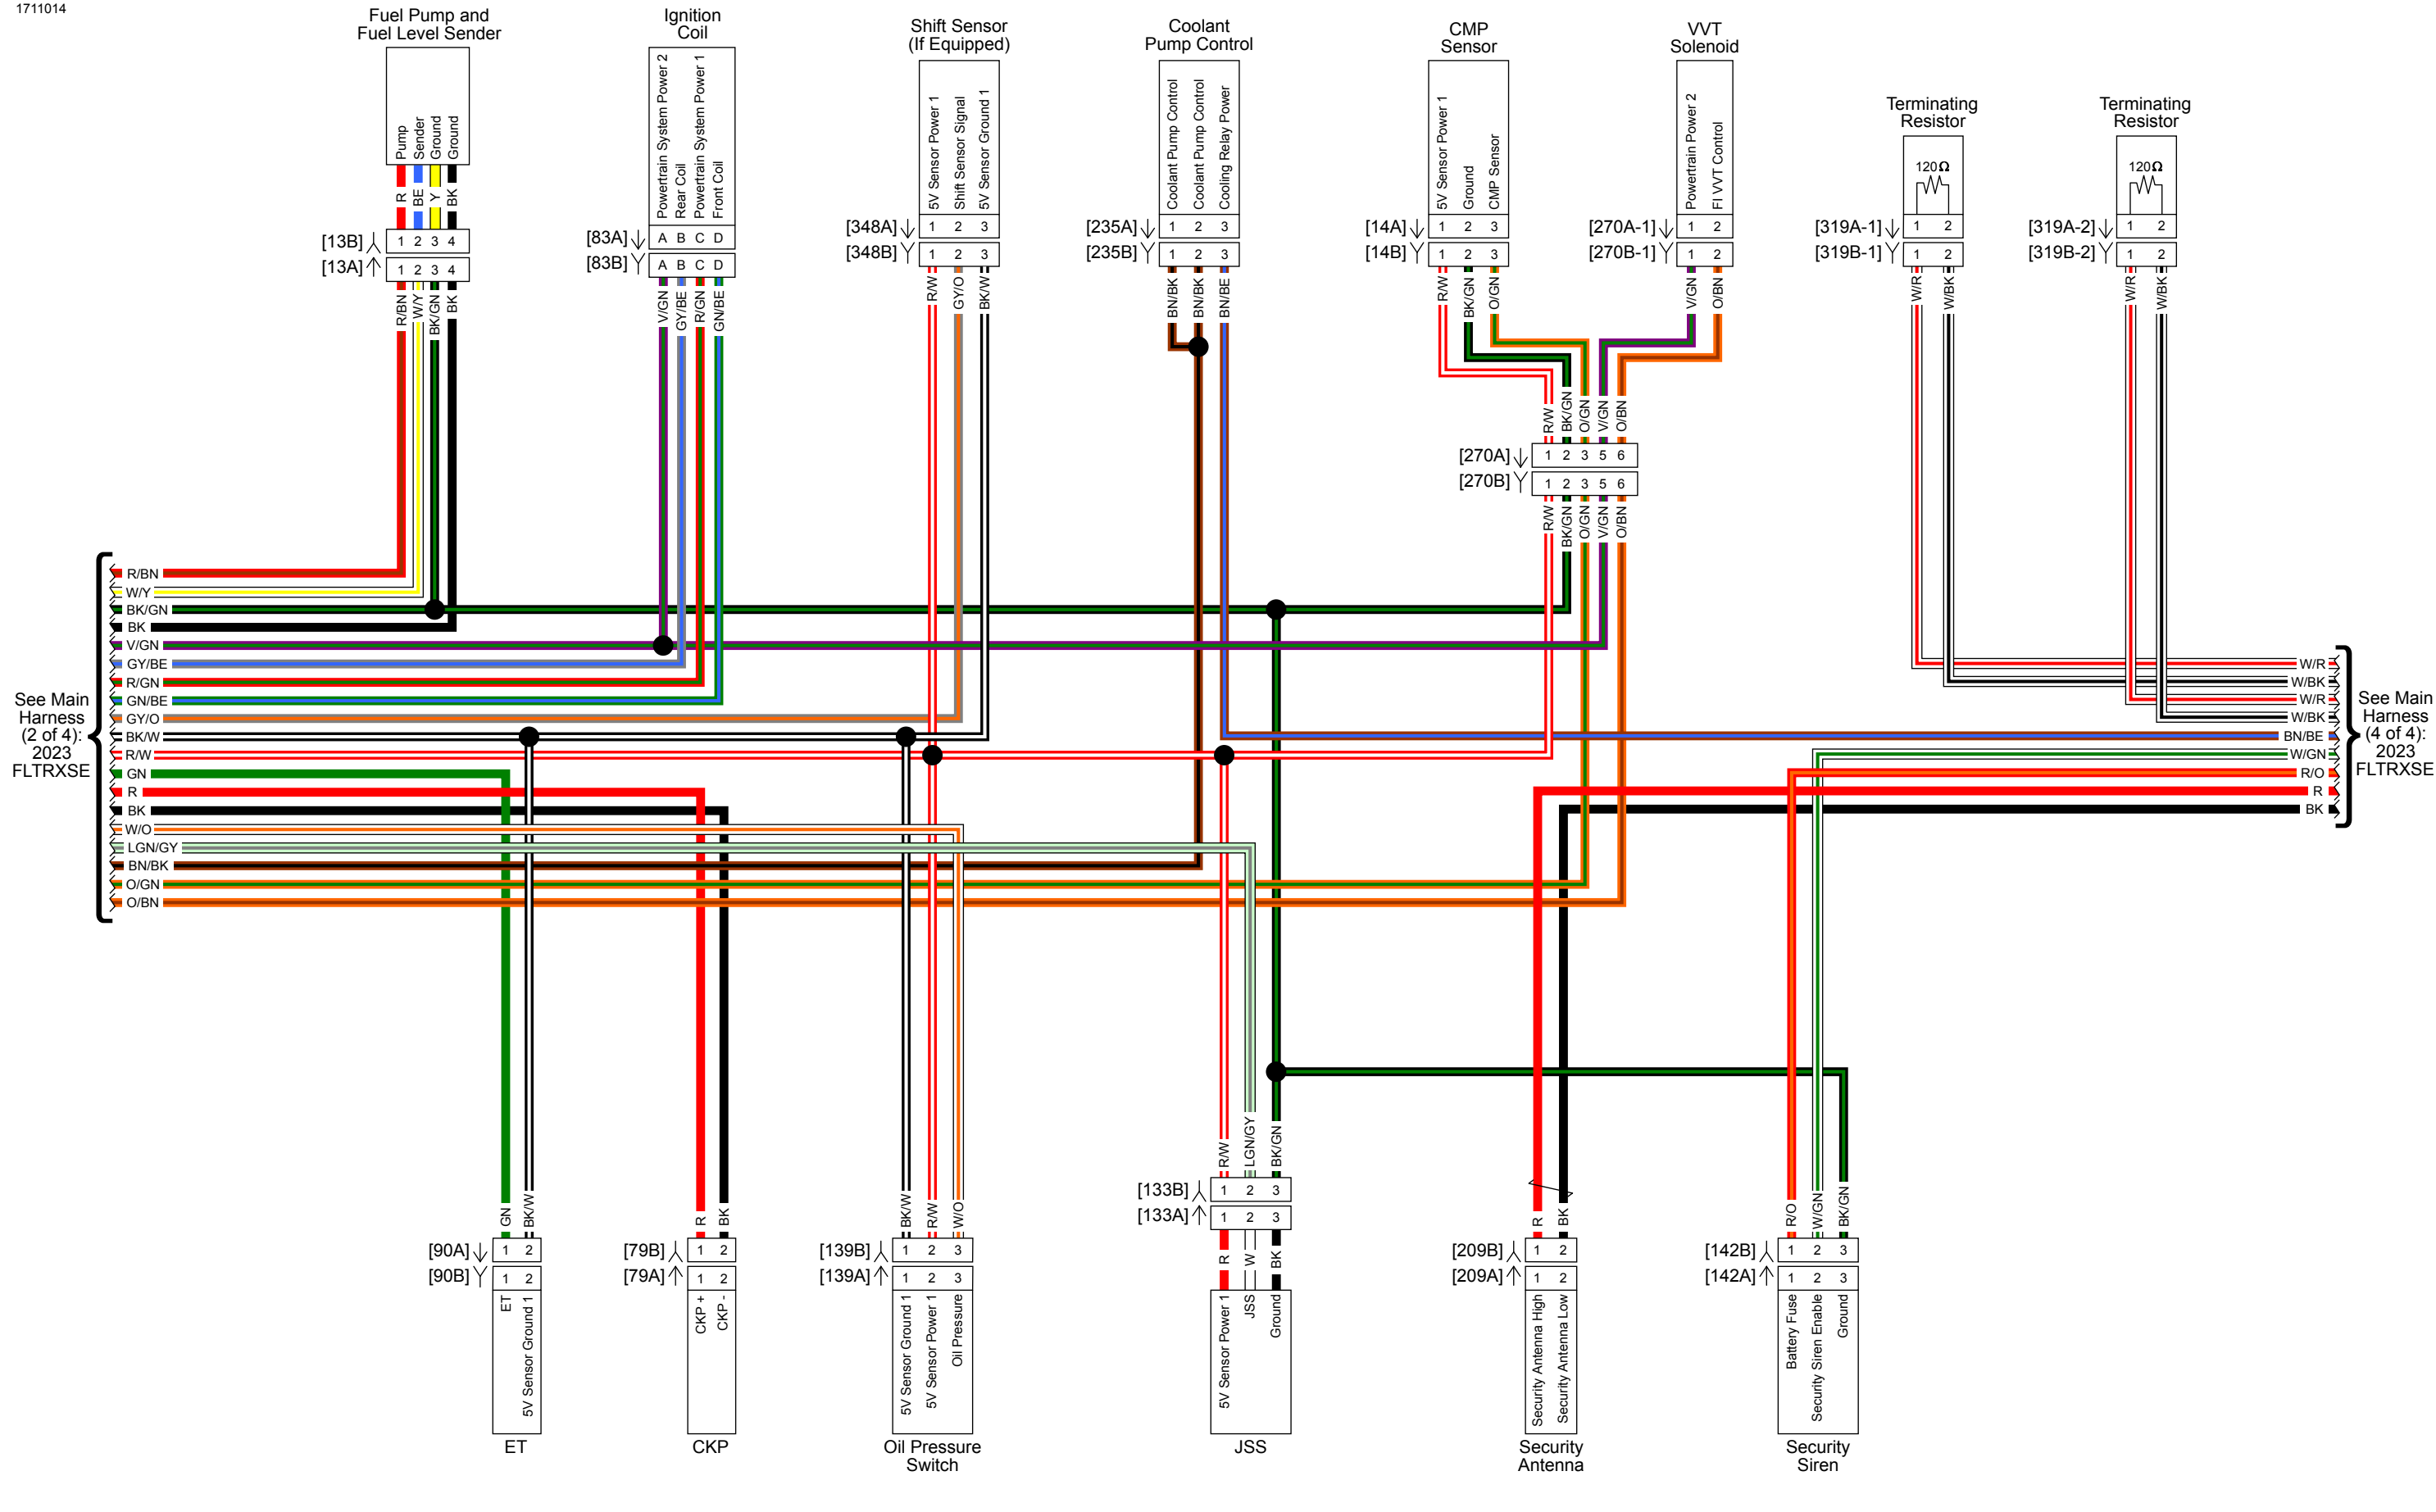 1711014
Fuel Pump and
Fuel Level Sender
Ignition
Coil
Shift Sensor
(If Equipped)
Coolant
Pump Control
CMP
Sensor
VVT
Solenoid
Terminating
Resistor
Terminating
Resistor
Pump
Sender
Ground
Ground
Powertrain System Power 2
Rear Coil
Powertrain System Power 1
Front Coil
5V Sensor Power 1
Shift Sensor Signal
5V Sensor Ground 1
Coolant Pump Control
Coolant Pump Control
Cooling Relay Power
5V Sensor Power 1
Ground
CMP Sensor
Powertrain Power 2
FI VVT Control
120Ω
120Ω
R BE Y BK
[13B] 1 2 3 4
[13A] 1 2 3 4
R/BN W/Y BK/GN BK
[83A] A B C D
[83B] A B C D
V/GN GY/BE R/GN GN/BE
[348A] 1 2 3
[348B] 1 2 3
R/W GY/O BK/W
[235A] 1 2 3
[235B] 1 2 3
BN/BK BN/BK BN/BE
[14A] 1 2 3
[14B] 1 2 3
R/W BK/GN O/GN
[270A-1] 1 2
[270B-1] 1 2
V/GN O/BN
[319A-1] 1 2
[319B-1] 1 2
W/R W/BK
[319A-2] 1 2
[319B-2] 1 2
W/R W/BK
R/W BK/GN O/GN V/GN O/BN
[270A] 1 2 3 5 6
[270B] 1 2 3 5 6
R/W BK/GN O/GN V/GN O/BN
See Main
Harness
(2 of 4):
2023
FLTRXSE
R/BN
W/Y
BK/GN
BK
V/GN
GY/BE
R/GN
GN/BE
GY/O
BK/W
R/W
GN
R
BK
W/O
LGN/GY
BN/BK
O/GN
O/BN
W/R
W/BK
W/R
W/BK
BN/BE
W/GN
R/O
R
BK
See Main
Harness
(4 of 4):
2023
FLTRXSE
GN BK/W
[90A] 1 2
[90B] 1 2
ET
5V Sensor Ground 1
ET
R BK
[79B] 1 2
[79A] 1 2
CKP +
CKP -
CKP
BK/W R/W W/O
[139B] 1 2 3
[139A] 1 2 3
5V Sensor Ground 1
5V Sensor Power 1
Oil Pressure
Oil Pressure
Switch
R/W LGN/GY BK/GN
[133B] 1 2 3
[133A] 1 2 3
R W BK
5V Sensor Power 1
JSS
Ground
JSS
R BK
[209B] 1 2
[209A] 1 2
Security Antenna High
Security Antenna Low
Security
Antenna
R/O W/GN BK/GN
[142B] 1 2 3
[142A] 1 2 3
Battery Fuse
Security Siren Enable
Ground
Security
Siren